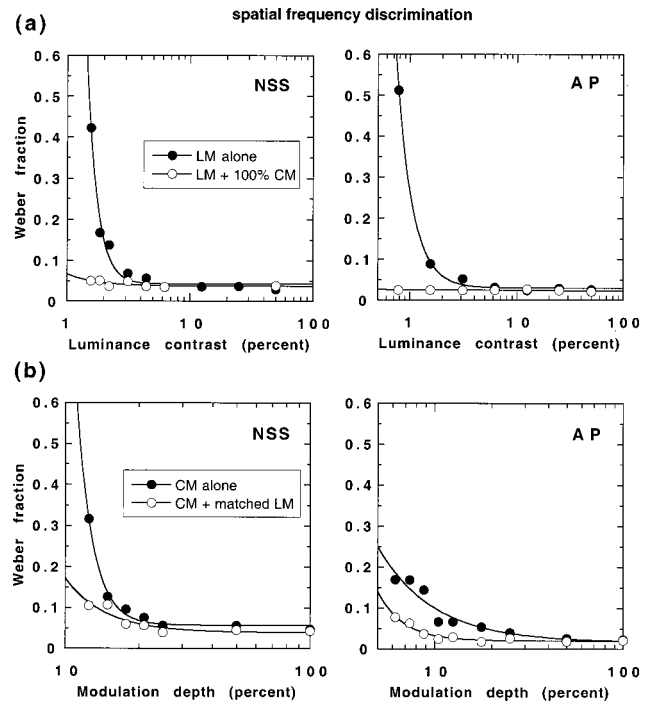 spatial frequency discrimination
(a)
NSS
AP
LM alone
LM + 100% CM
Weber fraction
0.6
0.5
0.4
0.3
0.2
0.1
0
0.6
0.5
0.4
0.3
0.2
0.1
0
1
10
100
1
10
100
Luminance contrast (percent)
Luminance contrast (percent)
(b)
NSS
AP
CM alone
CM + matched LM
Weber fraction
0.6
0.5
0.4
0.3
0.2
0.1
0
0.6
0.5
0.4
0.3
0.2
0.1
0
10
100
10
100
Modulation depth (percent)
Modulation depth (percent)